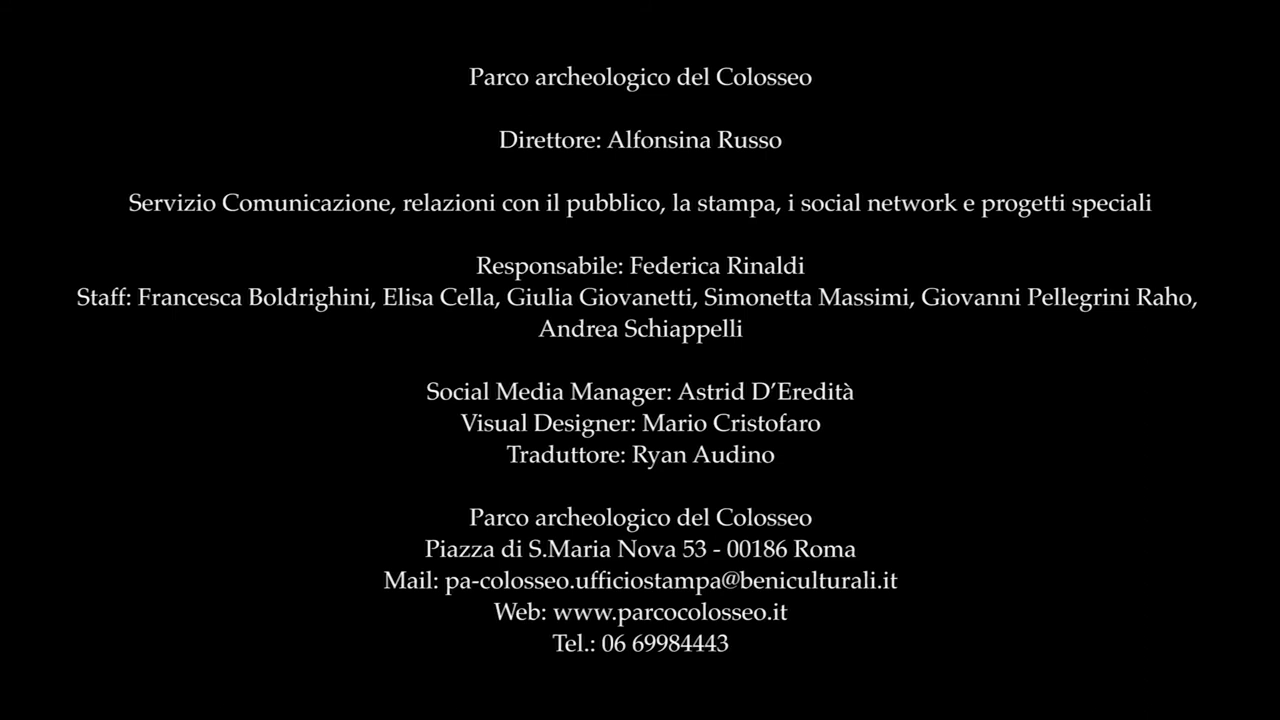 Parco archeologico del Colosseo
Direttore: Alfonsina Russo
Servizio Comunicazione, relazioni con il pubblico, la stampa, i social network e progetti speciali
Responsabile: Federica Rinaldi
Staff: Francesca Boldrighini, Elisa Cella, Giulia Giovanetti, Simonetta Massimi, Giovanni Pellegrini Raho,
Andrea Schiappelli
Social Media Manager: Astrid D’Eredità
Visual Designer: Mario Cristofaro
Traduttore: Ryan Audino
Parco archeologico del Colosseo
Piazza di S.Maria Nova 53 - 00186 Roma
Mail: pa-colosseo.ufficiostampa@beniculturali.it
Web: www.parcocolosseo.it
Tel.: 06 69984443